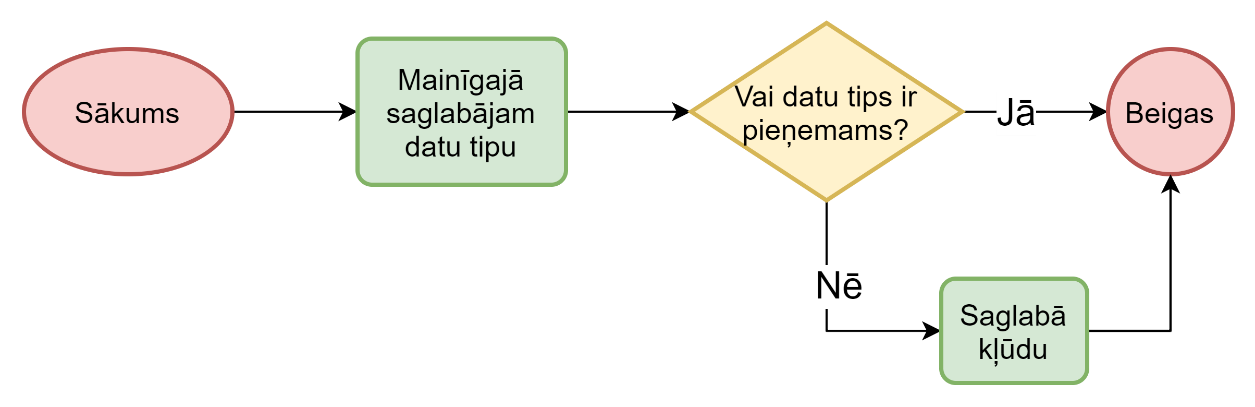 Sākums
Mainīgajā
saglabājam
datu tipu
Vai datu tips ir
pieņemams?
Jā
Beigas
Nē
Saglabā
kļūdu